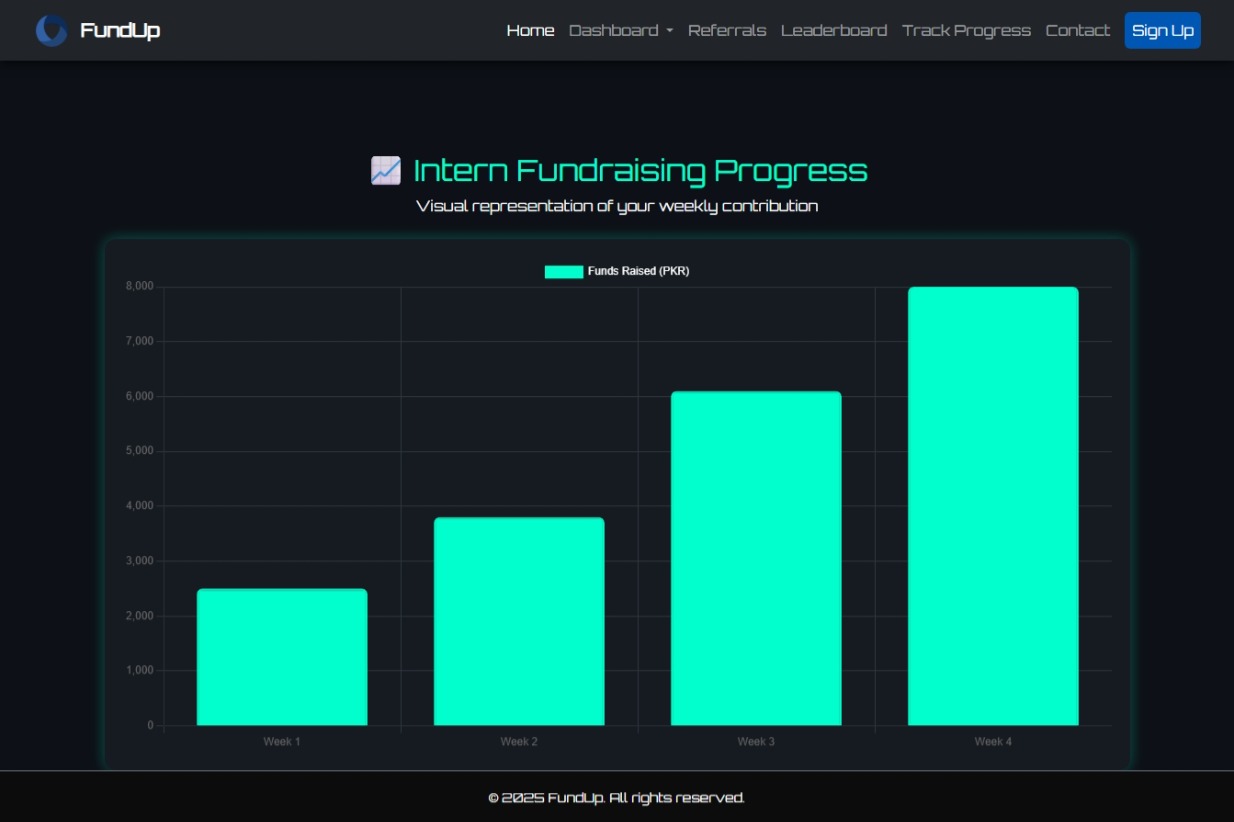 FundUp
Home Dashboard Referrals Leaderboard Track Progress Contact Sign Up
Intern Fundraising Progress
Visual representation of your weekly contribution
Funds Raised (PKR)
8,000
7,000
6,000
5,000
4,000
3,000
2,000
1,000
0
Week 1 Week 2 Week 3 Week 4
© 2025 FundUp. All rights reserved.